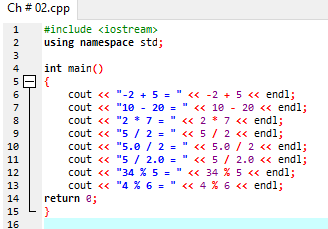 Ch # 02.cpp
1 #include <iostream>
2 using namespace std;
3
4 int main()
5 {
6 cout << "-2 + 5 = " << -2 + 5 << endl;
7 cout << "10 - 20 = " << 10 - 20 << endl;
8 cout << "2 * 7 = " << 2 * 7 << endl;
9 cout << "5 / 2 = " << 5 / 2 << endl;
10 cout << "5.0 / 2 = " << 5.0 / 2 << endl;
11 cout << "5 / 2.0 = " << 5 / 2.0 << endl;
12 cout << "34 % 5 = " << 34 % 5 << endl;
13 cout << "4 % 6 = " << 4 % 6 << endl;
14 return 0;
15 }
16